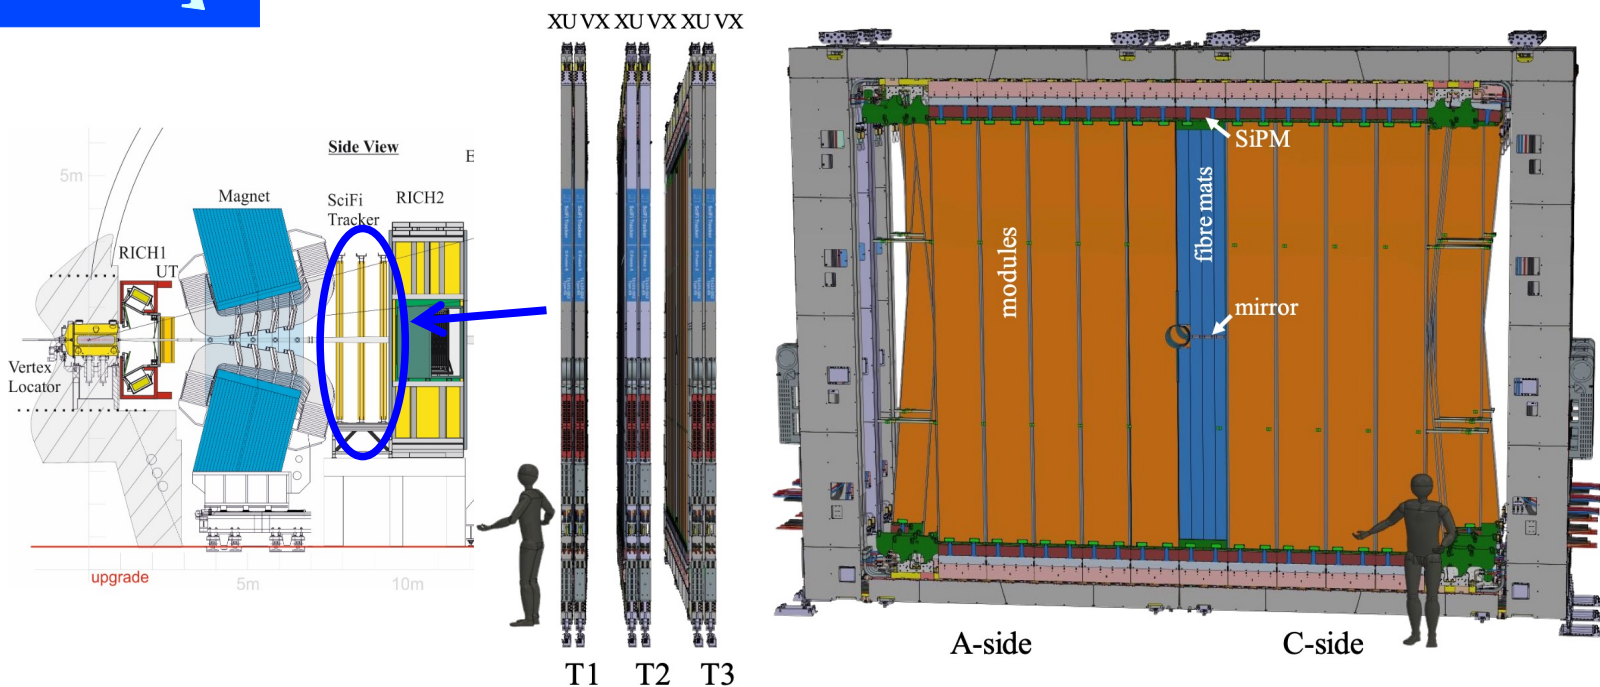 XU VX XU VX XU VX
Side View
E
5m
Magnet
SciFi
Tracker
RICH2
RICH1
UT
Vertex
Locator
upgrade
5m
10m
T1
T2
T3
SiPM
fibre mats
modules
mirror
A-side
C-side